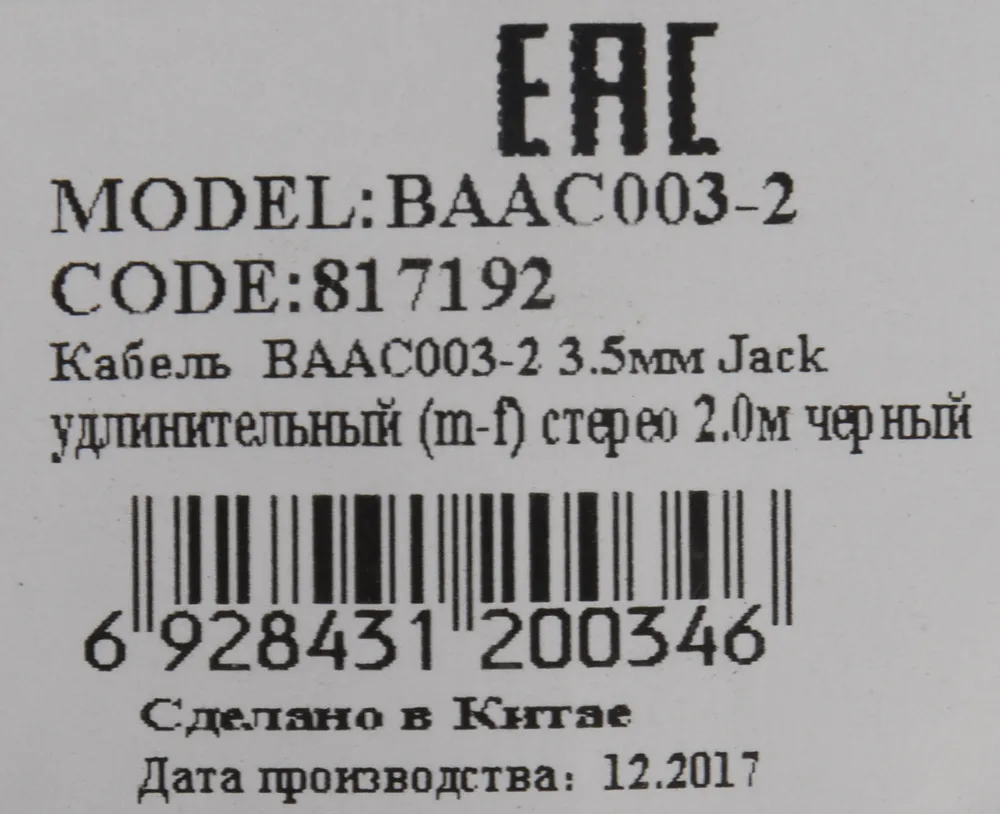 EAC
MODEL:BAAC003-2
CODE:817192
Кабель BAAC003-2 3.5мм Jack
удлинительный (m-f) стерео 2.0м черный
6 928431 200346
Сделано в Китае
Дата производства: 12.2017